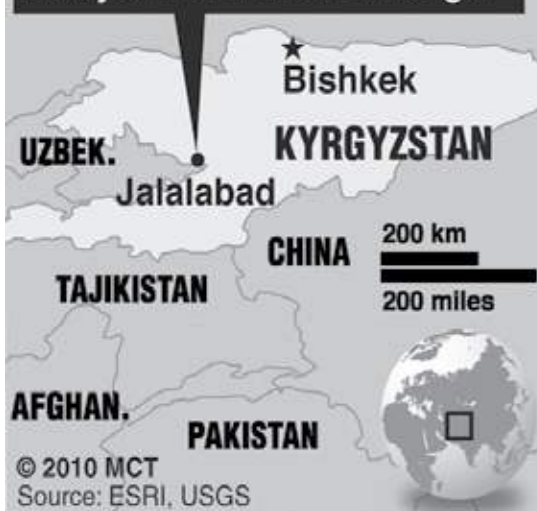 Bishkek
KYRGYZSTAN
UZBEK.
Jalalabad
CHINA
200 km
200 miles
TAJIKISTAN
AFGHAN.
PAKISTAN
© 2010 MCT
Source: ESRI, USGS